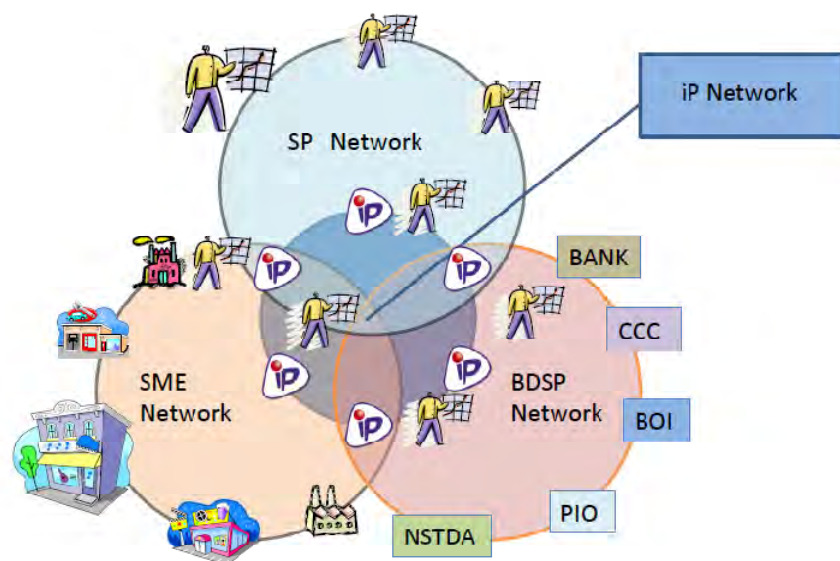 iP Network
SP Network
iP
iP
iP
BANK
CCC
iP
iP
SME
Network
BDSP
Network
iP
BOI
PIO
NSTDA